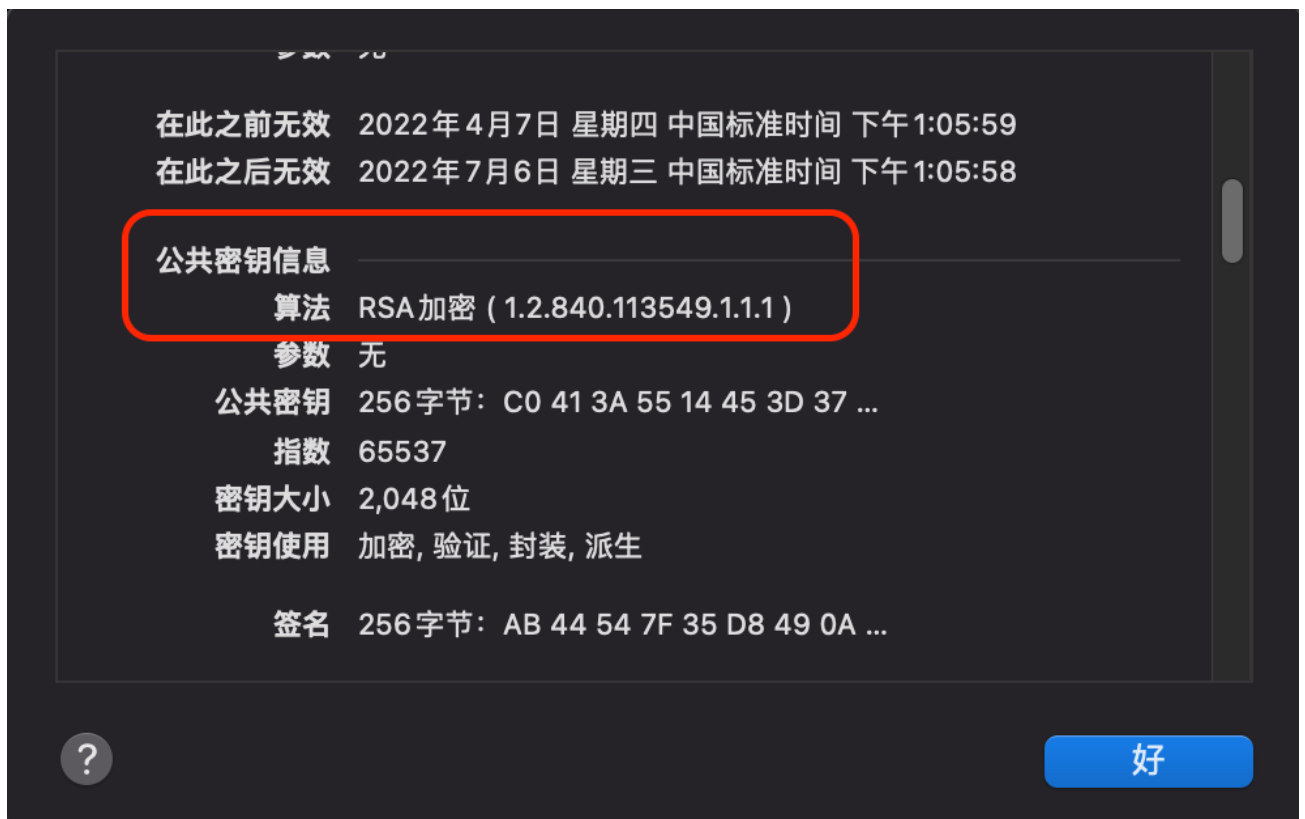 在此之前无效 2022年4月7日 星期四 中国标准时间 下午1:05:59
在此之后无效 2022年7月6日 星期三 中国标准时间 下午1:05:58
公共密钥信息
算法 RSA加密 ( 1.2.840.113549.1.1.1 )
参数 无
公共密钥 256字节：C0 41 3A 55 14 45 3D 37 ...
指数 65537
密钥大小 2,048位
密钥使用 加密, 验证, 封装, 派生
签名 256字节：AB 44 54 7F 35 D8 49 0A ...
?
好